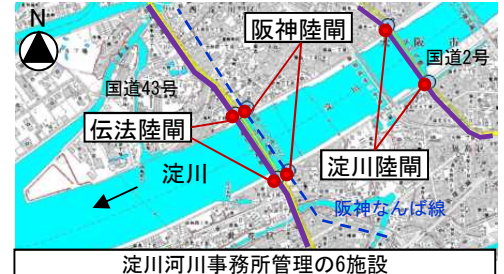 N
阪神陸閘
国道2号
国道43号
伝法陸閘
淀川陸閘
淀川
阪神なんば線
淀川河川事務所管理の6施設